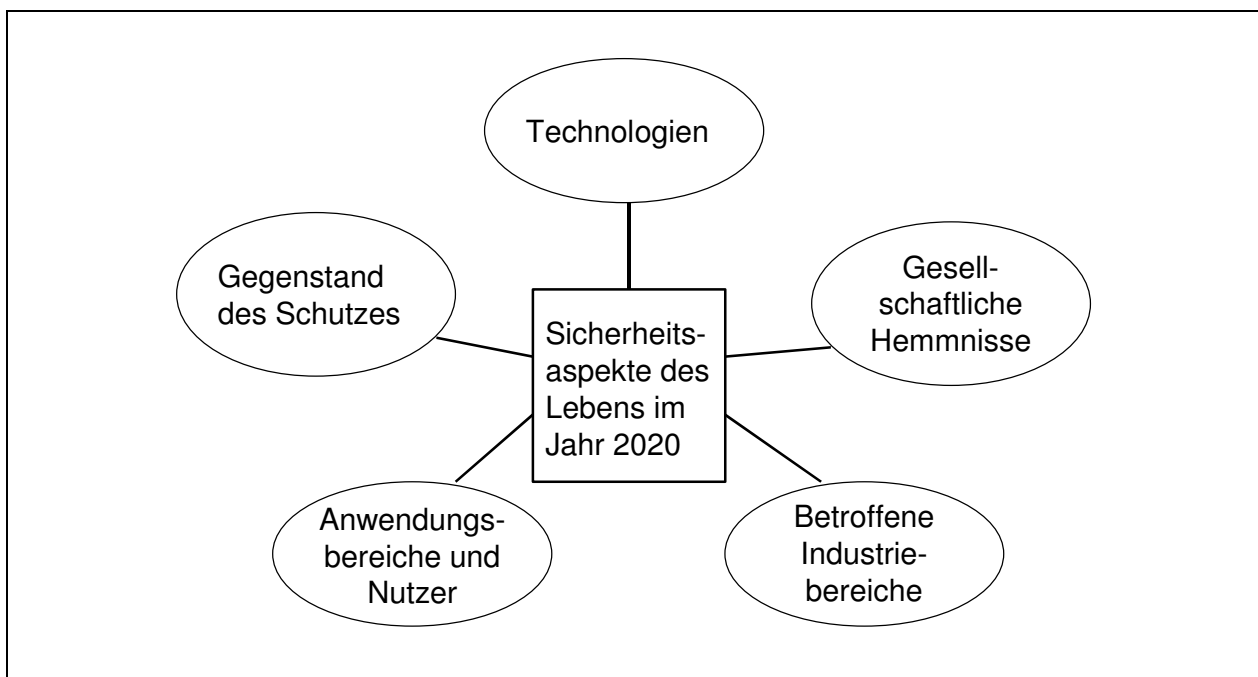 Technologien
Gegenstand
des Schutzes
Gesell-
schaftliche
Hemmnisse
Sicherheits-
aspekte des
Lebens im
Jahr 2020
Anwendungs-
bereiche und
Nutzer
Betroffene
Industrie-
bereiche